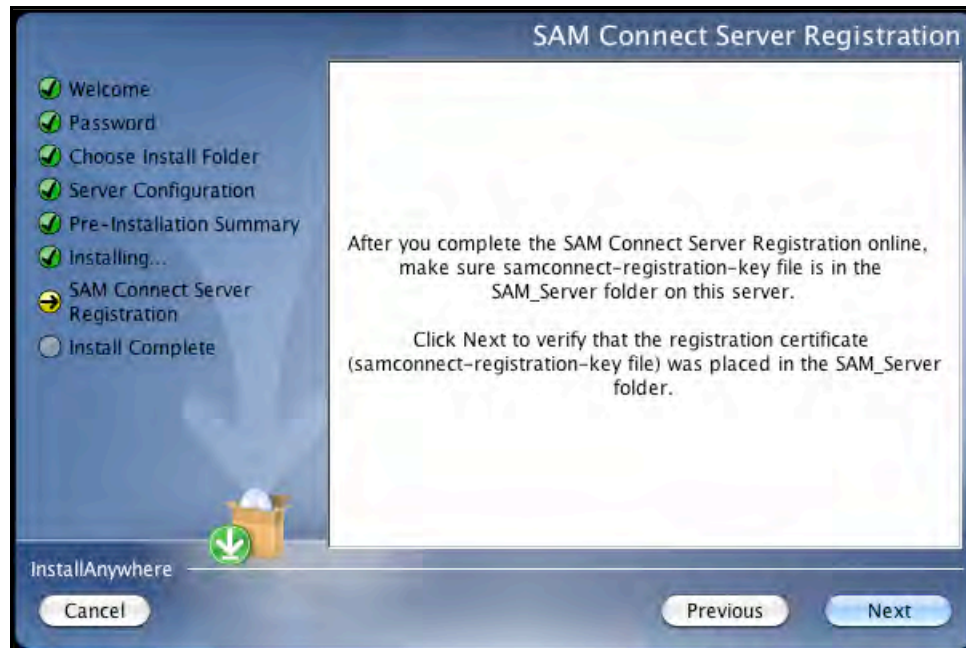 SAM Connect Server Registration
Welcome
Password
Choose Install Folder
Server Configuration
Pre-Installation Summary
Installing...
SAM Connect Server
Registration
Install Complete
After you complete the SAM Connect Server Registration online,
make sure samconnect-registration-key file is in the
SAM_Server folder on this server.
Click Next to verify that the registration certificate
(samconnect-registration-key file) was placed in the SAM_Server
folder.
InstallAnywhere
Cancel
Previous
Next